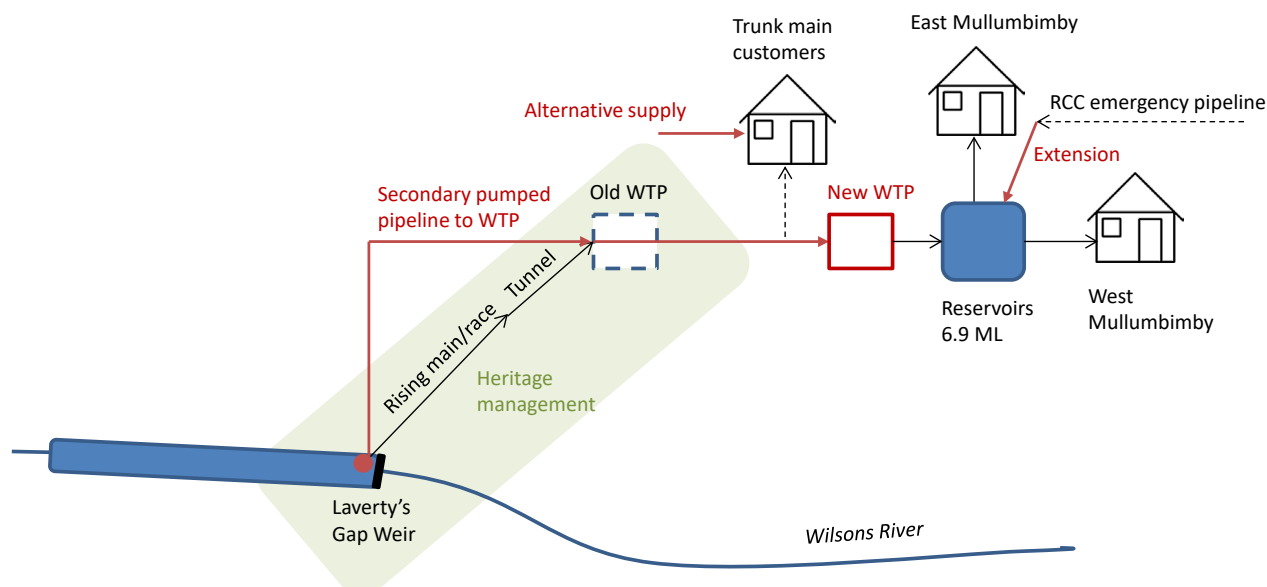 Trunk main
customers
East Mullumbimby
RCC emergency pipeline
Alternative supply
Extension
Secondary pumped
pipeline to WTP
Old WTP
New WTP
Tunnel
Rising main/race
Heritage
management
Reservoirs
6.9 ML
West
Mullumbimby
Laverty’s
Gap Weir
Wilsons River